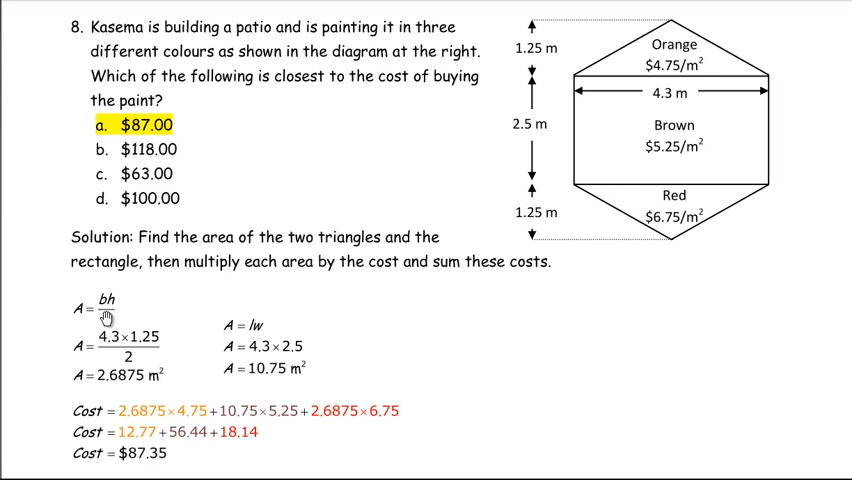 8. Kasema is building a patio and is painting it in three
different colours as shown in the diagram at the right.
Which of the following is closest to the cost of buying
the paint?
a. $87.00
b. $118.00
c. $63.00
d. $100.00
1.25 m
2.5 m
1.25 m
Orange
$4.75/m²
4.3 m
Brown
$5.25/m²
Red
$6.75/m²
Solution: Find the area of the two triangles and the
rectangle, then multiply each area by the cost and sum these costs.
A = bh
A = 4.3 × 1.25 / 2
A = 2.6875 m²
A = lw
A = 4.3 × 2.5
A = 10.75 m²
Cost = 2.6875 × 4.75 + 10.75 × 5.25 + 2.6875 × 6.75
Cost = 12.77 + 56.44 + 18.14
Cost = $87.35